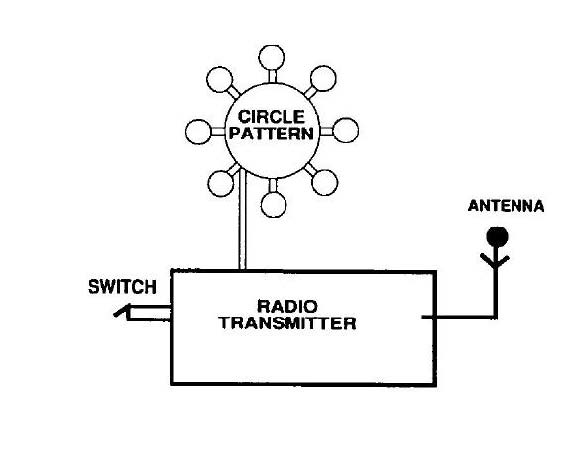 CIRCLE
PATTERN
ANTENNA
SWITCH
RADIO
TRANSMITTER